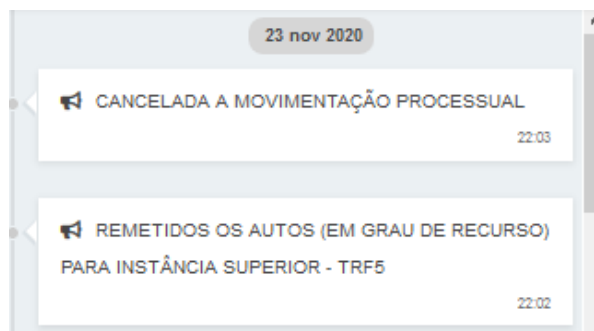 23 nov 2020
CANCELADA A MOVIMENTAÇÃO PROCESSUAL
22:03
REMETIDOS OS AUTOS (EM GRAU DE RECURSO)
PARA INSTÂNCIA SUPERIOR - TRF5
22:02